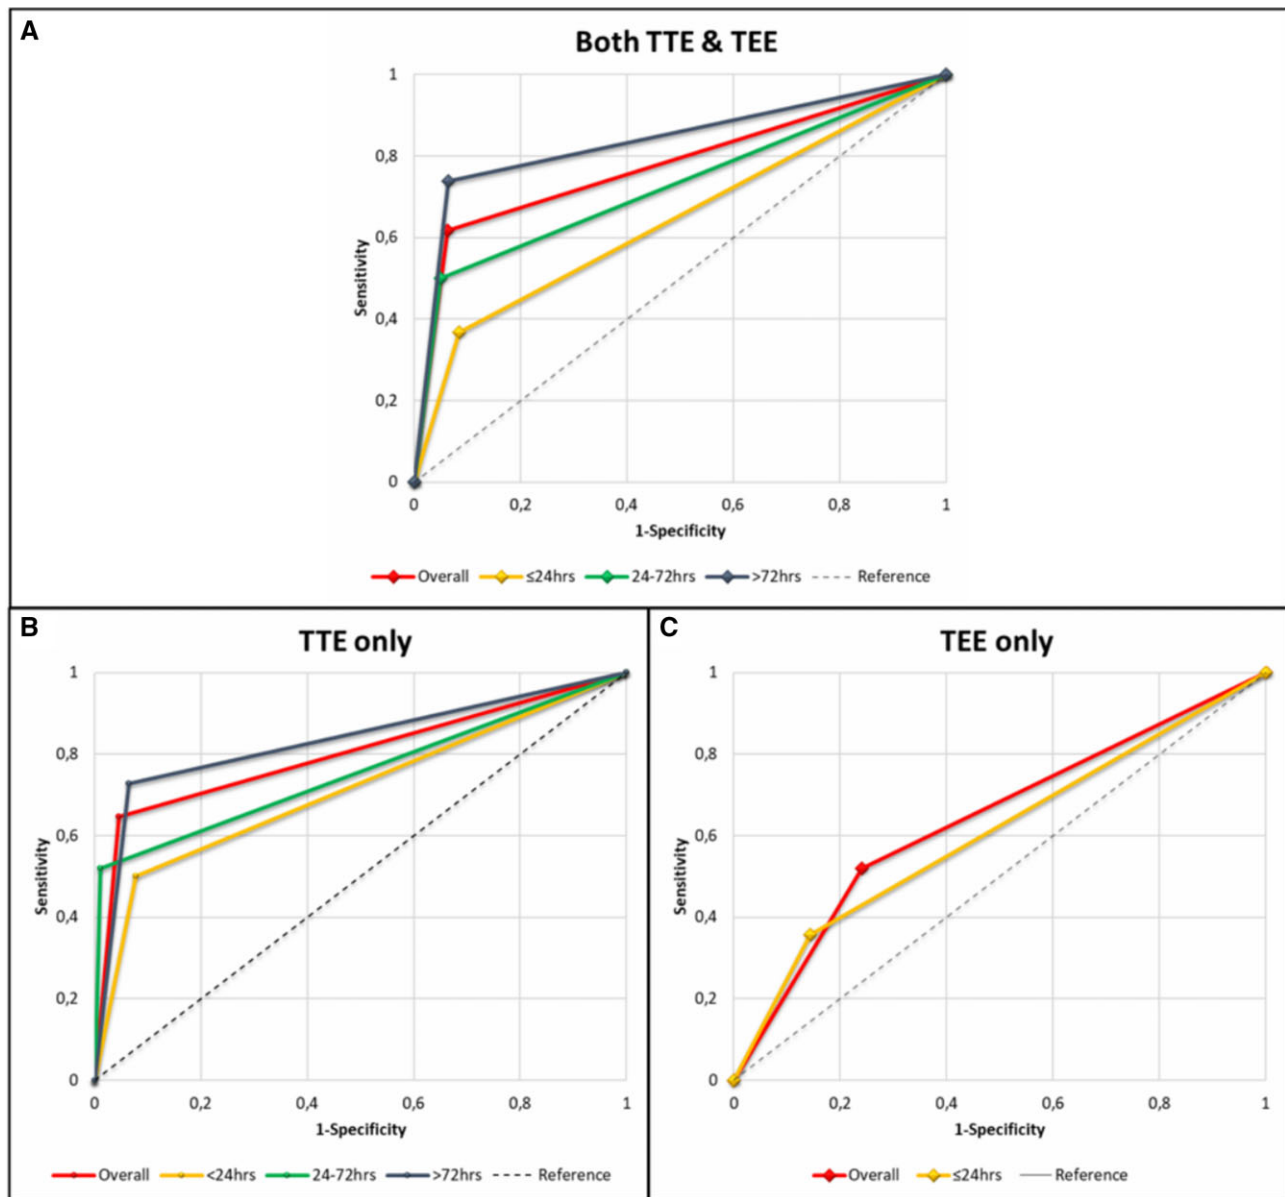 A
Both TTE & TEE
1
0,8
0,6
0,4
0,2
0
Sensitivity
0 0,2 0,4 0,6 0,8 1
1-Specificity
Overall ≤24hrs 24-72hrs >72hrs Reference
B
TTE only
1
0,8
0,6
0,4
0,2
0
Sensitivity
0 0,2 0,4 0,6 0,8 1
1-Specificity
Overall <24hrs 24-72hrs >72hrs Reference
C
TEE only
1
0,8
0,6
0,4
0,2
0
Sensitivity
0 0,2 0,4 0,6 0,8 1
1-Specificity
Overall ≤24hrs Reference